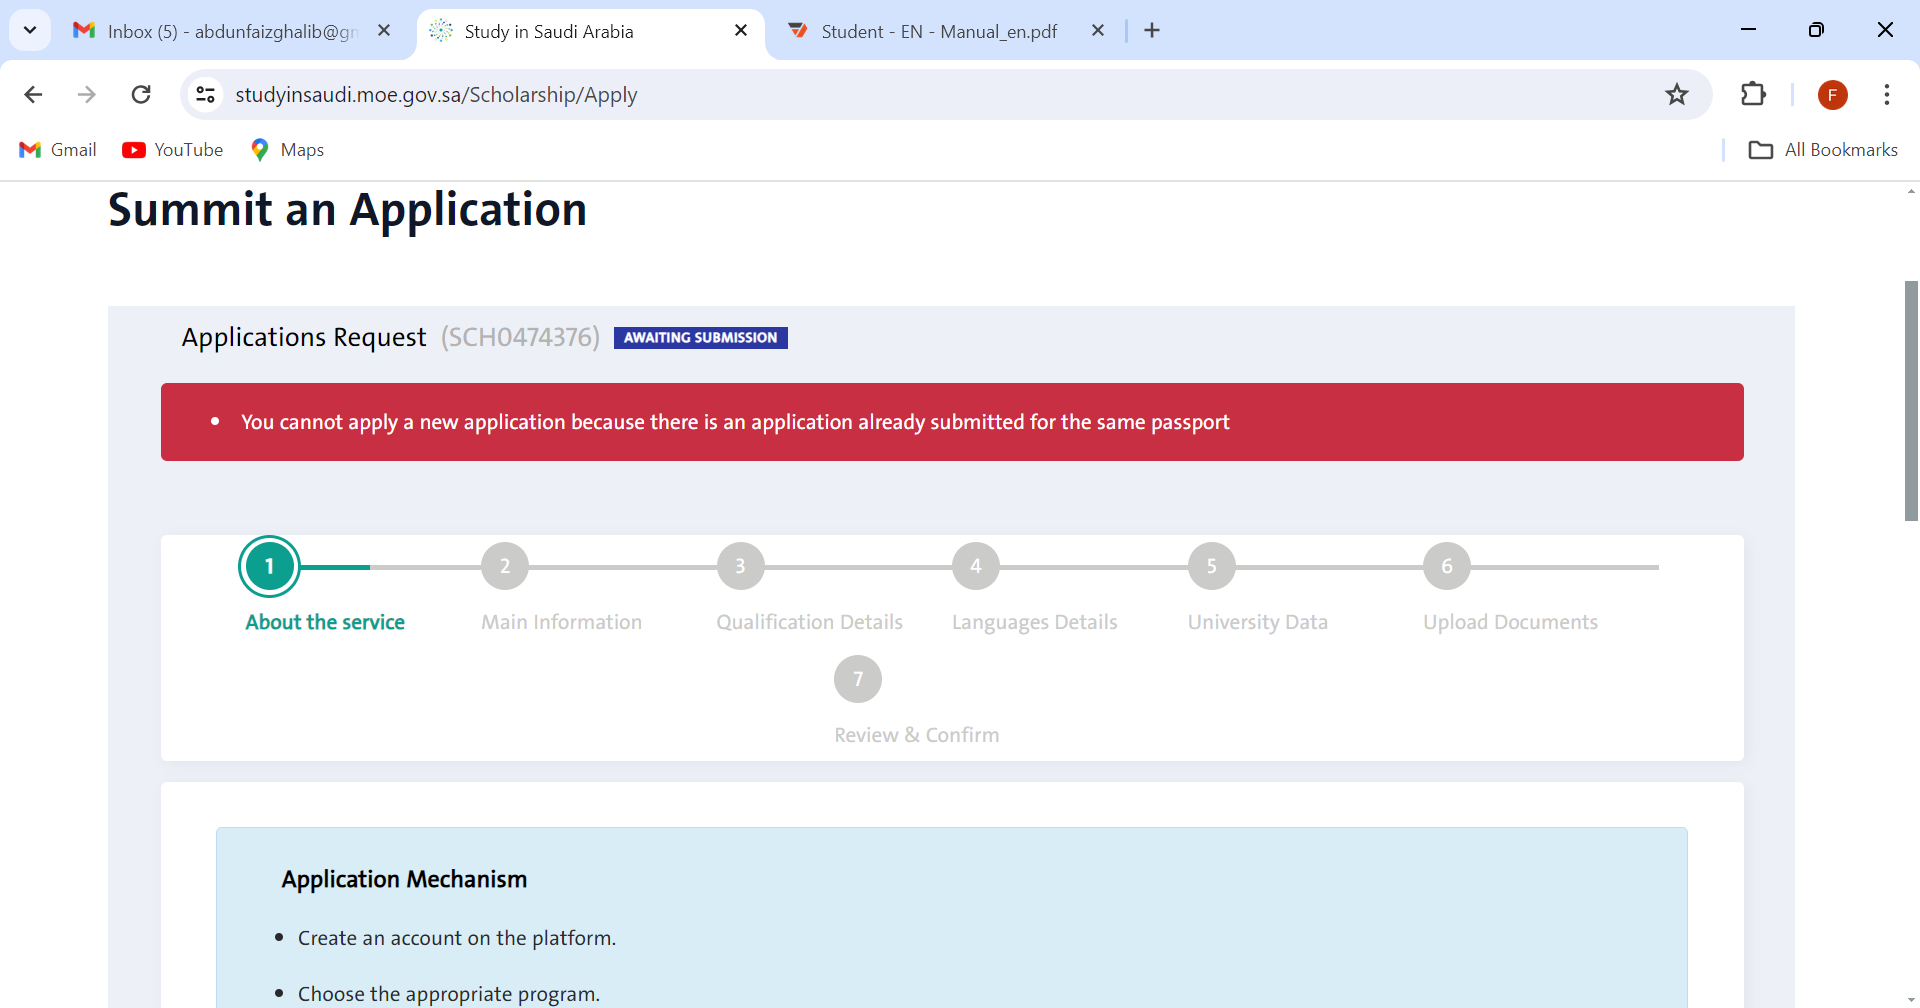 Inbox (5) - abdunfaizghalib@gm
Study in Saudi Arabia
Student - EN - Manual_en.pdf
studyinsaudi.moe.gov.sa/Scholarship/Apply
F
Gmail
YouTube
Maps
All Bookmarks
Summit an Application
Applications Request (SCH0474376) AWAITING SUBMISSION
• You cannot apply a new application because there is an application already submitted for the same passport
1 2 3 4 5 6
About the service Main Information Qualification Details Languages Details University Data Upload Documents
7
Review & Confirm
Application Mechanism
• Create an account on the platform.
• Choose the appropriate program.